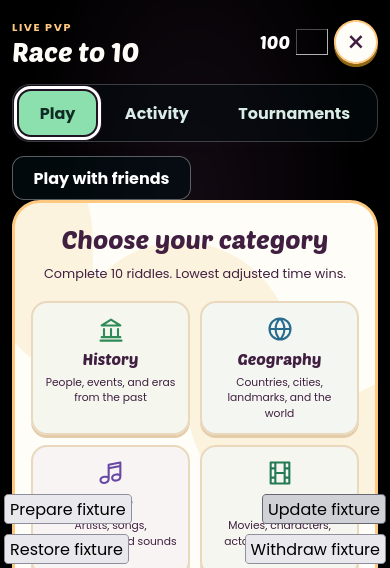 LIVE PVP
Race to 10
100
Play
Activity
Tournaments
Play with friends
Choose your category
Complete 10 riddles. Lowest adjusted time wins.
History
People, events, and eras
from the past
Geography
Countries, cities,
landmarks, and the
world
Prepare fixture
Update fixture
Artists, songs,
d sounds
Movies, characters,
Restore fixture
Withdraw fixture